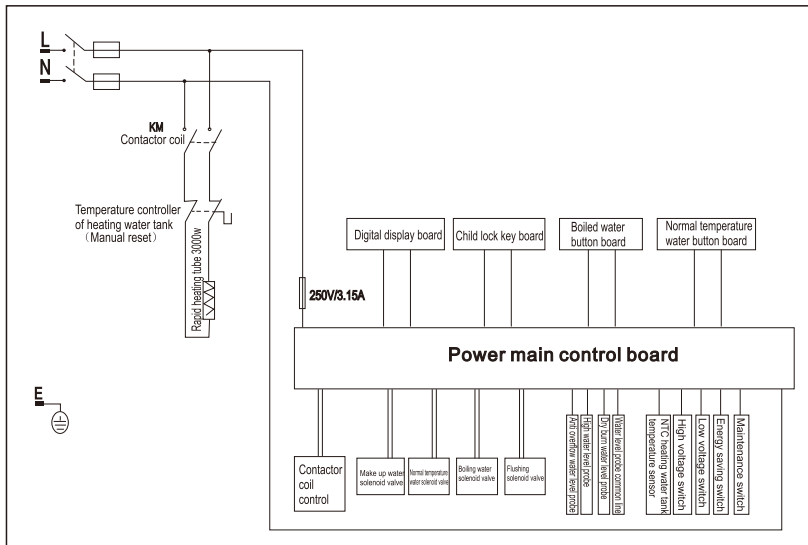 L
N
KM
Contactor coil
Temperature controller
of heating water tank
(Manual reset)
Rapid heating tube 3000w
250V/3.15A
Digital display board
Child lock key board
Boiled water
button board
Normal temperature
water button board
Power main control board
E
Contactor
coil
control
Make up water
solenoid valve
Normal temperature
water solenoid valve
Boiling water
solenoid valve
Flushing
solenoid valve
Anti overflow water level probe
High water level probe
Dry burn water level probe
Water level probe common line
NTC heating water tank
temperature sensor
High voltage switch
Low voltage switch
Energy saving switch
Maintenance switch